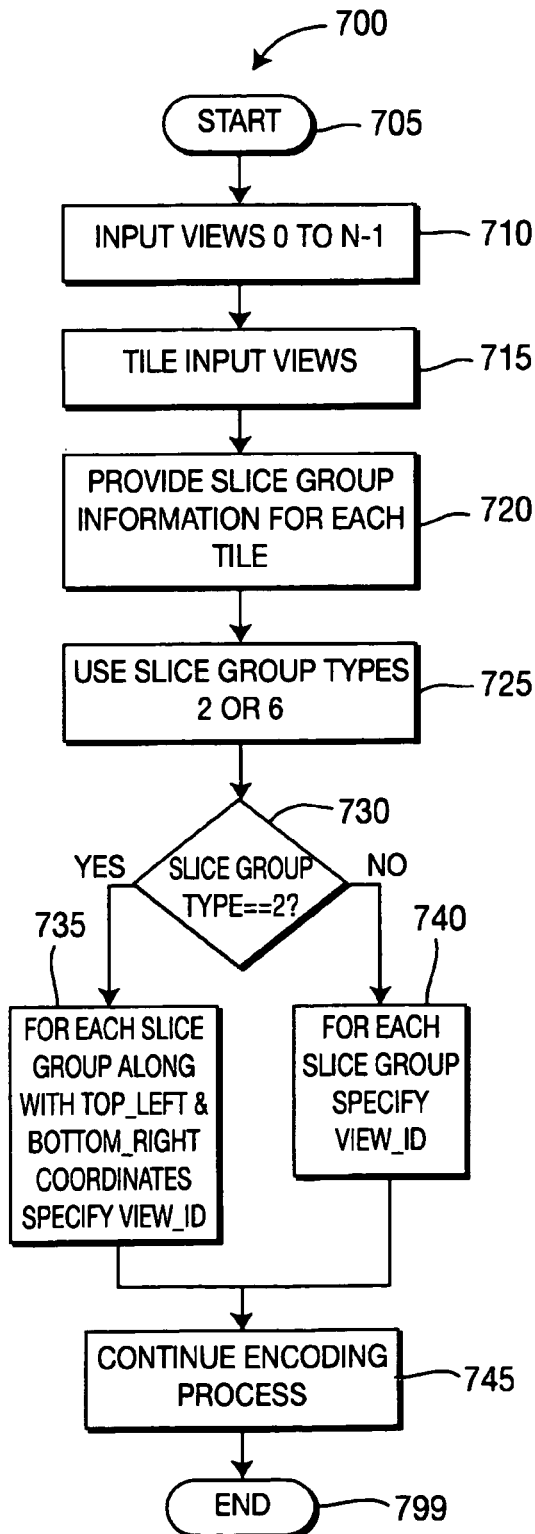 700
START
705
INPUT VIEWS 0 TO N-1
710
TILE INPUT VIEWS
715
PROVIDE SLICE GROUP
INFORMATION FOR EACH
TILE
720
USE SLICE GROUP TYPES
2 OR 6
725
730
YES
SLICE GROUP
TYPE==2?
NO
735
740
FOR EACH SLICE
GROUP ALONG
WITH TOP_LEFT &
BOTTOM_RIGHT
COORDINATES
SPECIFY VIEW_ID
FOR EACH
SLICE GROUP
SPECIFY
VIEW_ID
CONTINUE ENCODING
PROCESS
745
END
799